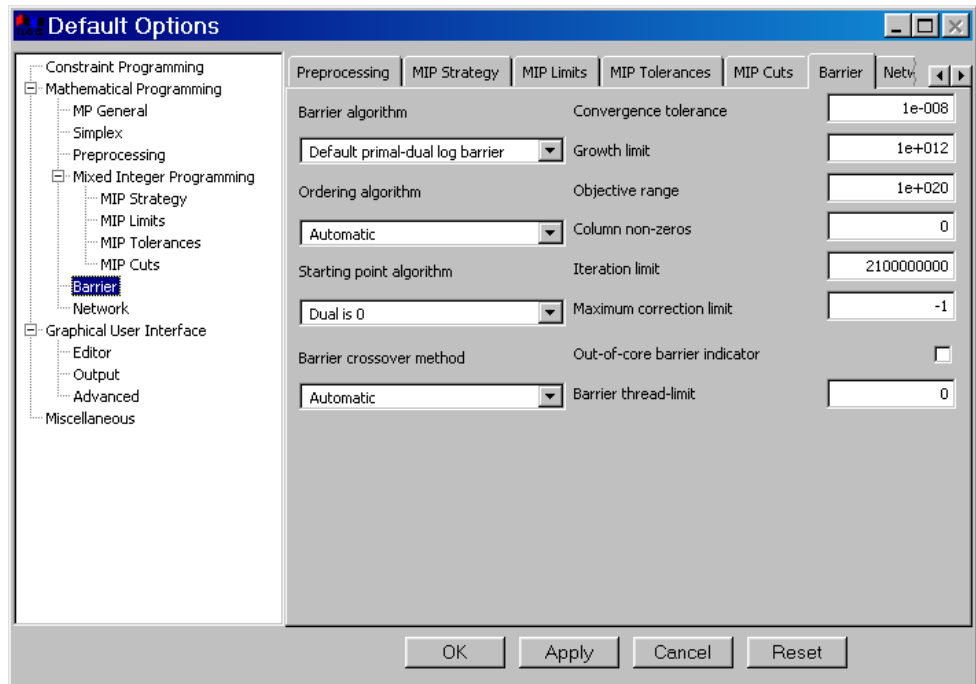 Default Options
Constraint Programming
Mathematical Programming
MP General
Simplex
Preprocessing
Mixed Integer Programming
MIP Strategy
MIP Limits
MIP Tolerances
MIP Cuts
Barrier
Network
Graphical User Interface
Editor
Output
Advanced
Miscellaneous
Preprocessing MIP Strategy MIP Limits MIP Tolerances MIP Cuts Barrier Netw
Barrier algorithm
Default primal-dual log barrier
Ordering algorithm
Automatic
Starting point algorithm
Dual is 0
Barrier crossover method
Automatic
Convergence tolerance 1e-008
Growth limit 1e+012
Objective range 1e+020
Column non-zeros 0
Iteration limit 2100000000
Maximum correction limit -1
Out-of-core barrier indicator
Barrier thread-limit 0
OK Apply Cancel Reset